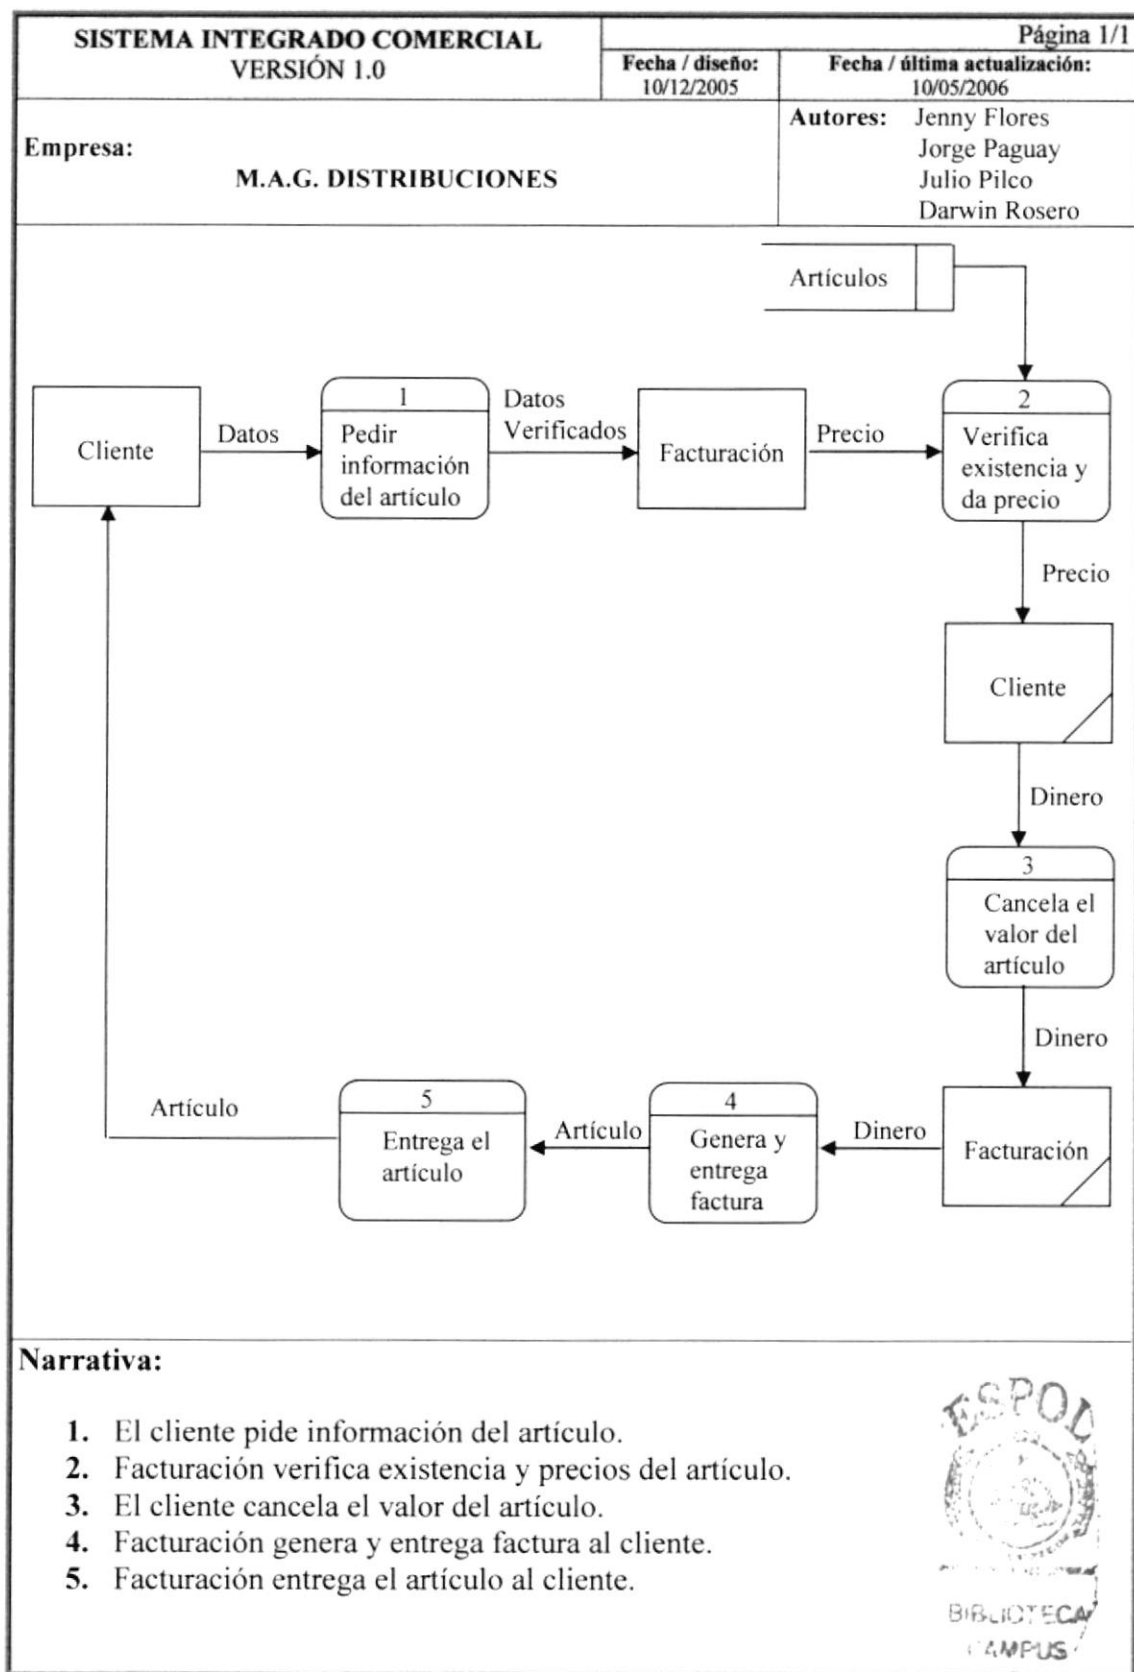 SISTEMA INTEGRADO COMERCIAL
VERSIÓN 1.0
Página 1/1
Fecha / diseño:
10/12/2005
Fecha / última actualización:
10/05/2006
Empresa:
M.A.G. DISTRIBUCIONES
Autores: Jenny Flores
Jorge Paguay
Julio Pilco
Darwin Rosero
Artículos
Cliente
Datos
1
Pedir
información
del artículo
Datos
Verificados
Facturación
Precio
2
Verifica
existencia y
da precio
Precio
Cliente
Dinero
3
Cancela el
valor del
artículo
Dinero
Facturación
Dinero
4
Genera y
entrega
factura
Artículo
5
Entrega el
artículo
Artículo
Narrativa:
1. El cliente pide información del artículo.
2. Facturación verifica existencia y precios del artículo.
3. El cliente cancela el valor del artículo.
4. Facturación genera y entrega factura al cliente.
5. Facturación entrega el artículo al cliente.
ESPOL
BIBLIOTECA
CAMPUS